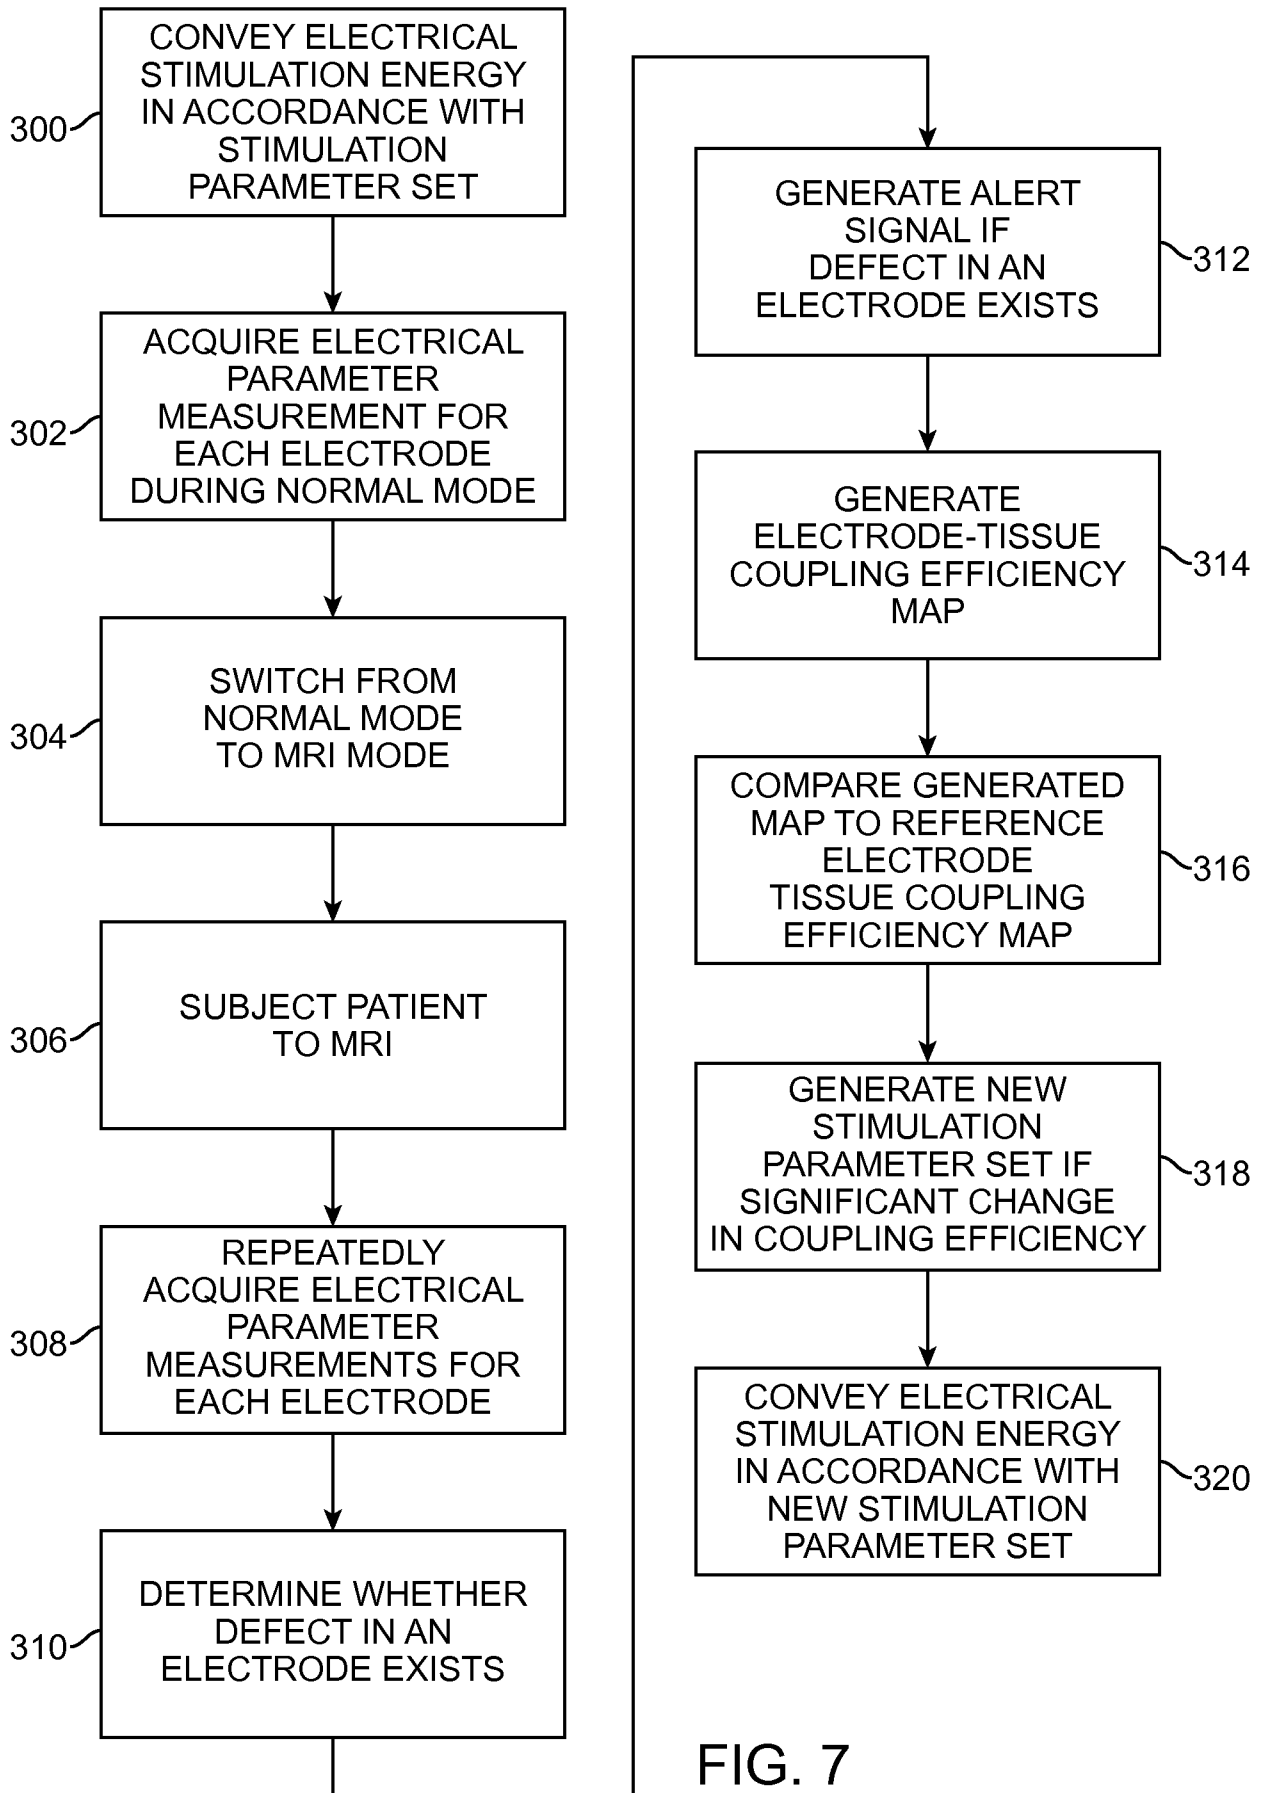 CONVEY ELECTRICAL
STIMULATION ENERGY
IN ACCORDANCE WITH
STIMULATION
PARAMETER SET
300
ACQUIRE ELECTRICAL
PARAMETER
MEASUREMENT FOR
EACH ELECTRODE
DURING NORMAL MODE
302
SWITCH FROM
NORMAL MODE
TO MRI MODE
304
SUBJECT PATIENT
TO MRI
306
REPEATEDLY
ACQUIRE ELECTRICAL
PARAMETER
MEASUREMENTS FOR
EACH ELECTRODE
308
DETERMINE WHETHER
DEFECT IN AN
ELECTRODE EXISTS
310
GENERATE ALERT
SIGNAL IF
DEFECT IN AN
ELECTRODE EXISTS
312
GENERATE
ELECTRODE-TISSUE
COUPLING EFFICIENCY
MAP
314
COMPARE GENERATED
MAP TO REFERENCE
ELECTRODE
TISSUE COUPLING
EFFICIENCY MAP
316
GENERATE NEW
STIMULATION
PARAMETER SET IF
SIGNIFICANT CHANGE
IN COUPLING EFFICIENCY
318
CONVEY ELECTRICAL
STIMULATION ENERGY
IN ACCORDANCE WITH
NEW STIMULATION
PARAMETER SET
320
FIG. 7